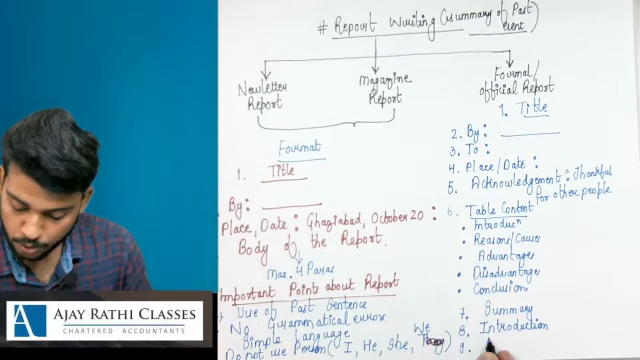 # Report Writing (Summary of Past Event)
Newletter Report
Magazine Report
Formal/ official Report
Format
1. Title
By:
Place, Date: Ghaziabad, October 20:
Body of the Report.
Max. 4 Paras
Important Point about Report
Use of Past Sentence
No Grammatical error
Simple Language
Do not use Person (I, He, She, We
1. Title
2. By:
3. To:
4. Place/Date:
5. Acknowledgement: Thankful
for other people
6. Table Content
• Introducn
• Reasons/Causes
• Advantages
• Disadvantages
• Conclusion
7. Summary
8. Introduction
9.
AJAY RATHI CLASSES
CHARTERED ACCOUNTANTS